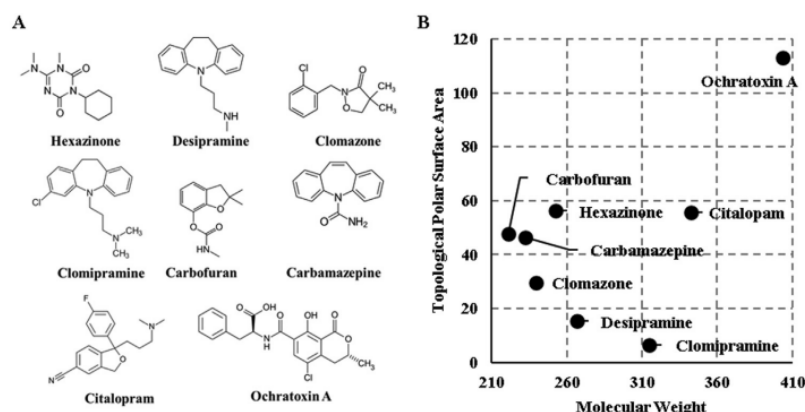 A
Cl
N
O
NH
Hexazinone
Desipramine
Clomazone
Cl
N
CH₃
CH₃
O
HN
O
NH₂
Clomipramine
Carbofuran
Carbamazepine
F
N
O
OH
O
OH
O
N
H
O
CH₃
Cl
Citalopram
Ochratoxin A
B
Topological Polar Surface Area
120
100
80
60
40
20
0
Ochratoxin A
Carbofuran
Hexazinone
Citalopam
Carbamazepine
Clomazone
Desipramine
Clomipramine
210
260
310
360
410
Molecular Weight